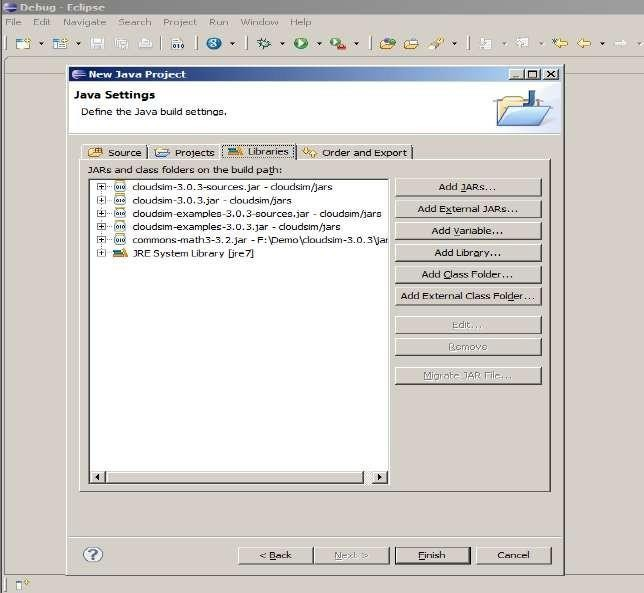 Debug - Eclipse
File Edit Navigate Search Project Run Window Help
New Java Project
Java Settings
Define the Java build settings.
Source Projects Libraries Order and Export
JARs and class folders on the build path:
cloudsim-3.0.3-sources.jar - cloudsim/jars
cloudsim-3.0.3.jar - cloudsim/jars
cloudsim-examples-3.0.3-sources.jar - cloudsim/jars
cloudsim-examples-3.0.3.jar - cloudsim/jars
commons-math3-3.2.jar - F:\Demo\cloudsim-3.0.3\jar
JRE System Library [jre7]
Add JARs...
Add External JARs...
Add Variable...
Add Library...
Add Class Folder...
Add External Class Folder...
Edit...
Remove
Migrate JAR File...
< Back Next > Finish Cancel